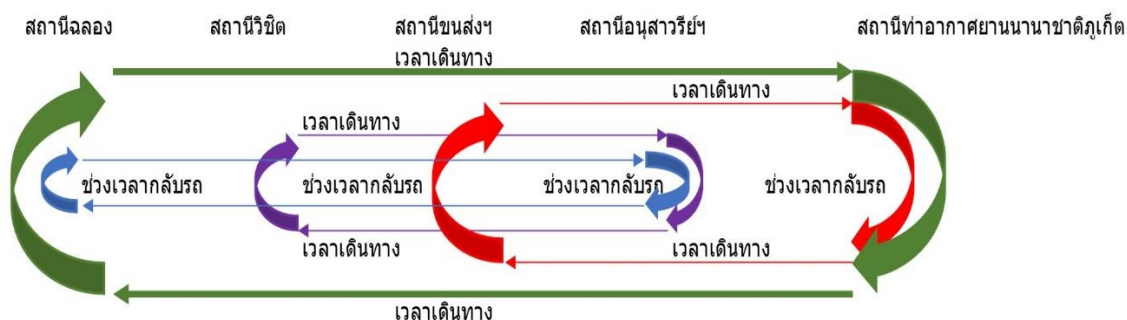 สถานีฉลอง สถานีวิชิต สถานีขนส่งฯ สถานีอนุสาวรีย์ฯ สถานีท่าอากาศยานนานาชาติภูเก็ต
เวลาเดินทาง
เวลาเดินทาง
เวลาเดินทาง
ช่วงเวลากลับรถ ช่วงเวลากลับรถ ช่วงเวลากลับรถ ช่วงเวลากลับรถ
เวลาเดินทาง เวลาเดินทาง
เวลาเดินทาง